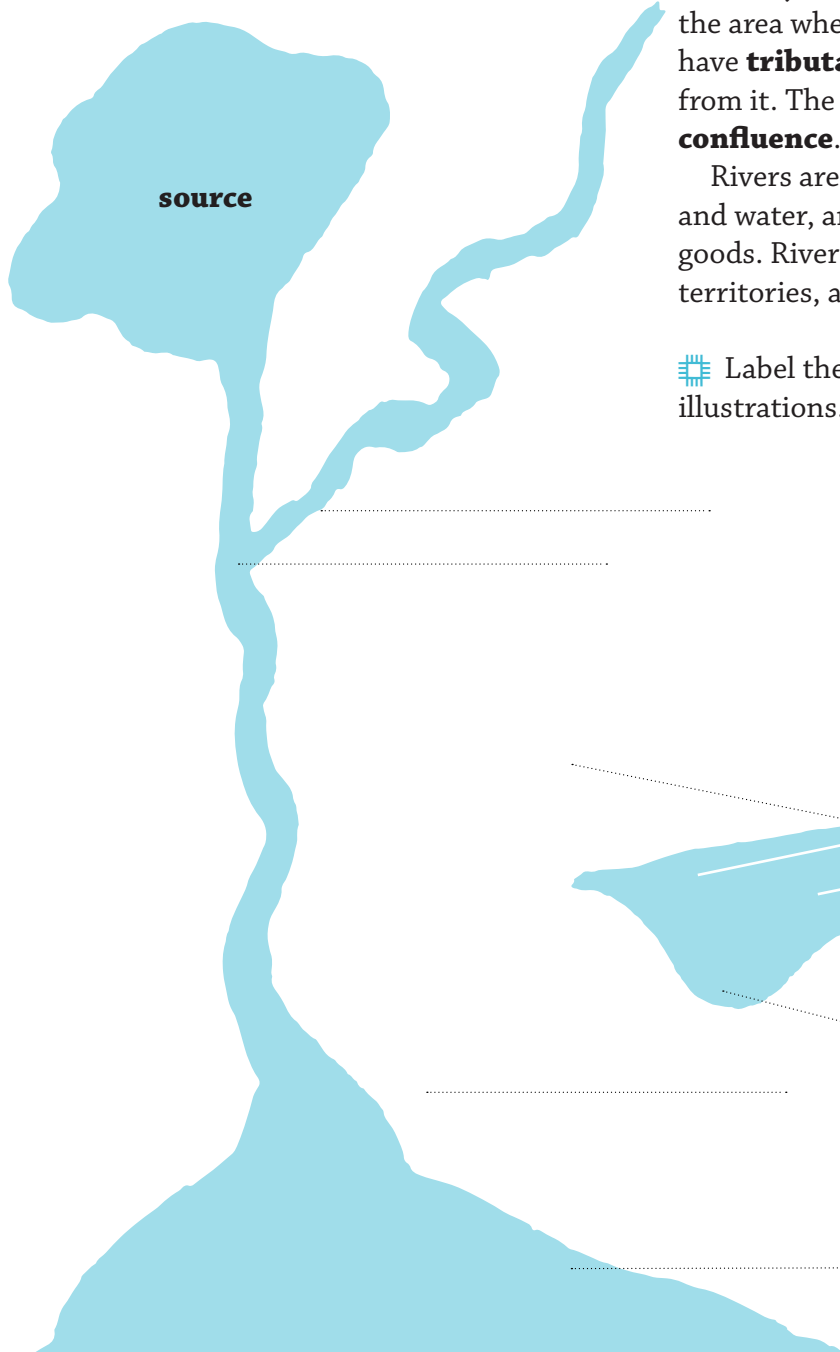 source
the area whe
have tributa
from it. The
confluence.
Rivers are
and water, a
goods. River
territories, a
Label the
illustrations.